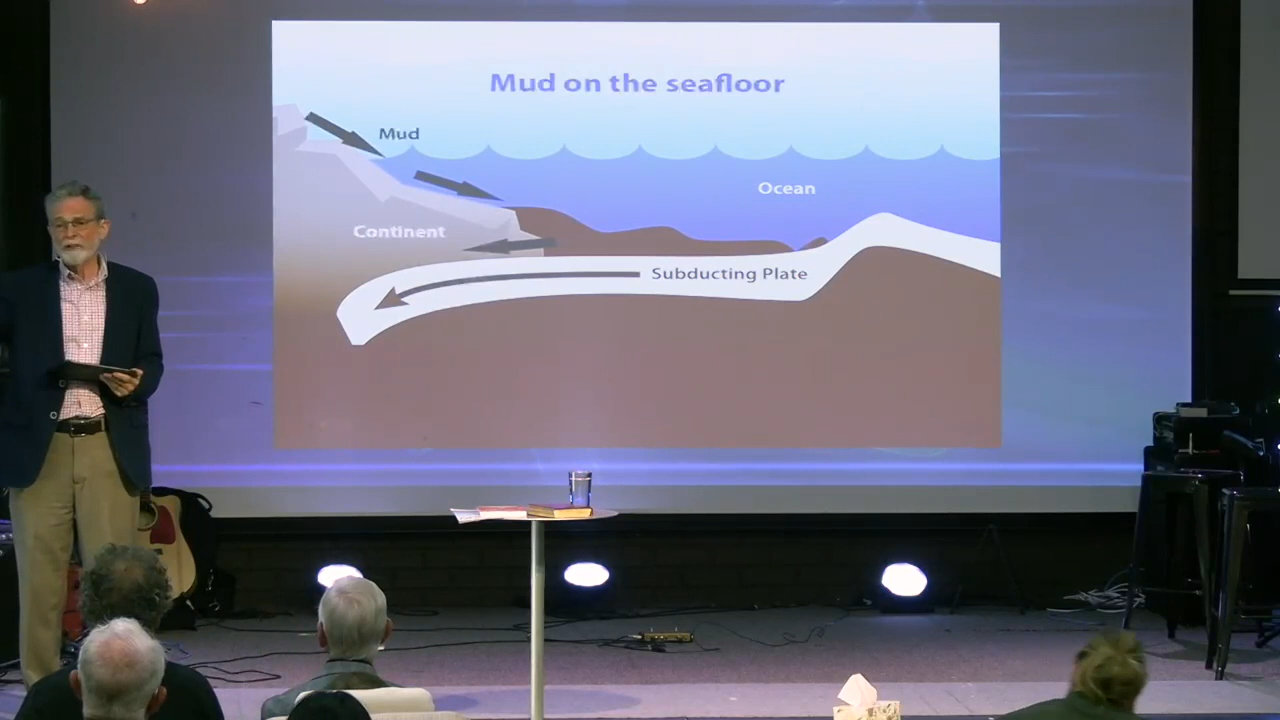 Mud on the seafloor
Mud
Ocean
Continent
Subducting Plate